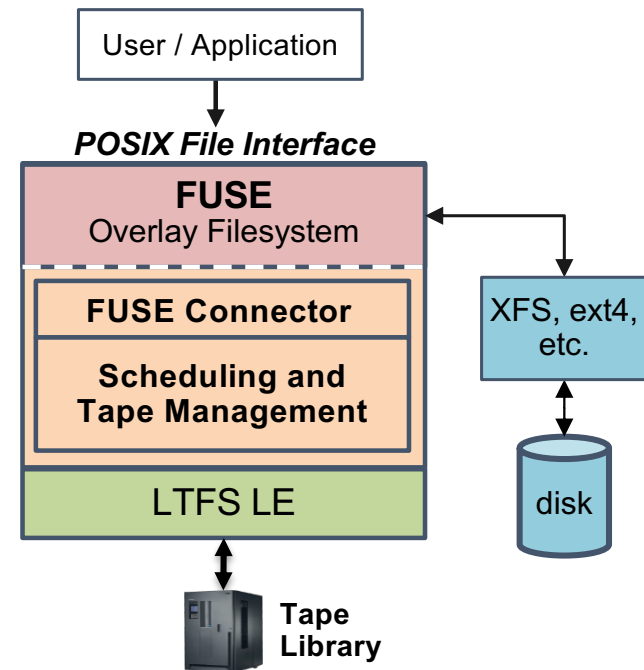 User / Application
POSIX File Interface
FUSE
Overlay Filesystem
FUSE Connector
Scheduling and
Tape Management
LTFS LE
XFS, ext4,
etc.
disk
Tape
Library